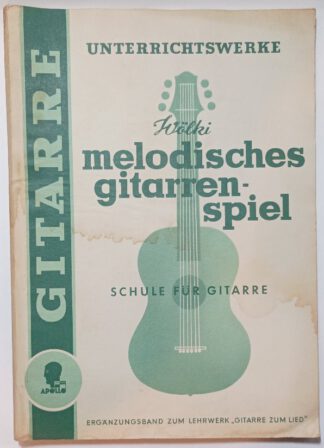 GITARRE
UNTERRICHTSWERKE
Wölki
melodisches
gitarren-
spiel
SCHULE FÜR GITARRE
APOLLO
ERGÄNZUNGSBAND ZUM LEHRWERK „GITARRE ZUM LIED"